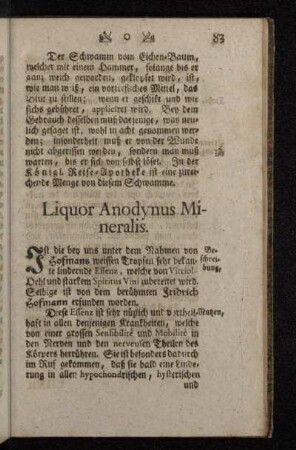 83
Der Schwamm vom Eichen-Baum,
welcher mit einem Hammer, solange bis er
ganz weich geworden, geklopfet wird, ist,
wie man weiß, ein vortrefliches Mittel, das
Blut zu stillen; wenn er geschikt und wie
sichs gebühret, applicirt wird. Bey dem
Gebrauch desselben muß dasjenige, was neu-
lich gesaget ist, wohl in acht genommen wer-
den; insonderheit muß er von der Wunde
nicht abgerissen werden, sondern man muß
warten, bis er sich von selbst löset. In der
Königl. Reise-Apotheke ist eine zurei-
chende Menge von diesem Schwamme.
Liquor Anodynus Mi-
neralis.
Ist die bey uns unter dem Nahmen von
Hofmans weissen Tropfen sehr bekan-
te lindernde Essenz, welche von Vitriol-
Oehl und starkem Spiritus Vini zubereitet wird.
Selbige ist von dem berühmten Fridrich
Hofmann erfunden worden.
Be-
schrei-
bung,
Diese Essenz ist sehr nüzlich und vortheil-
haft in allen denjenigen Krankheiten, welche
von einer grossen Sensibilité und Mobilité in
den Nerven und den nerveusen Theilen des
Körpers herrühren. Sie ist besonders dadurch
im Ruf gekommen, daß sie bald eine Linde-
rung in allen hypochondrischen, hysterischen
Nutzen,
und